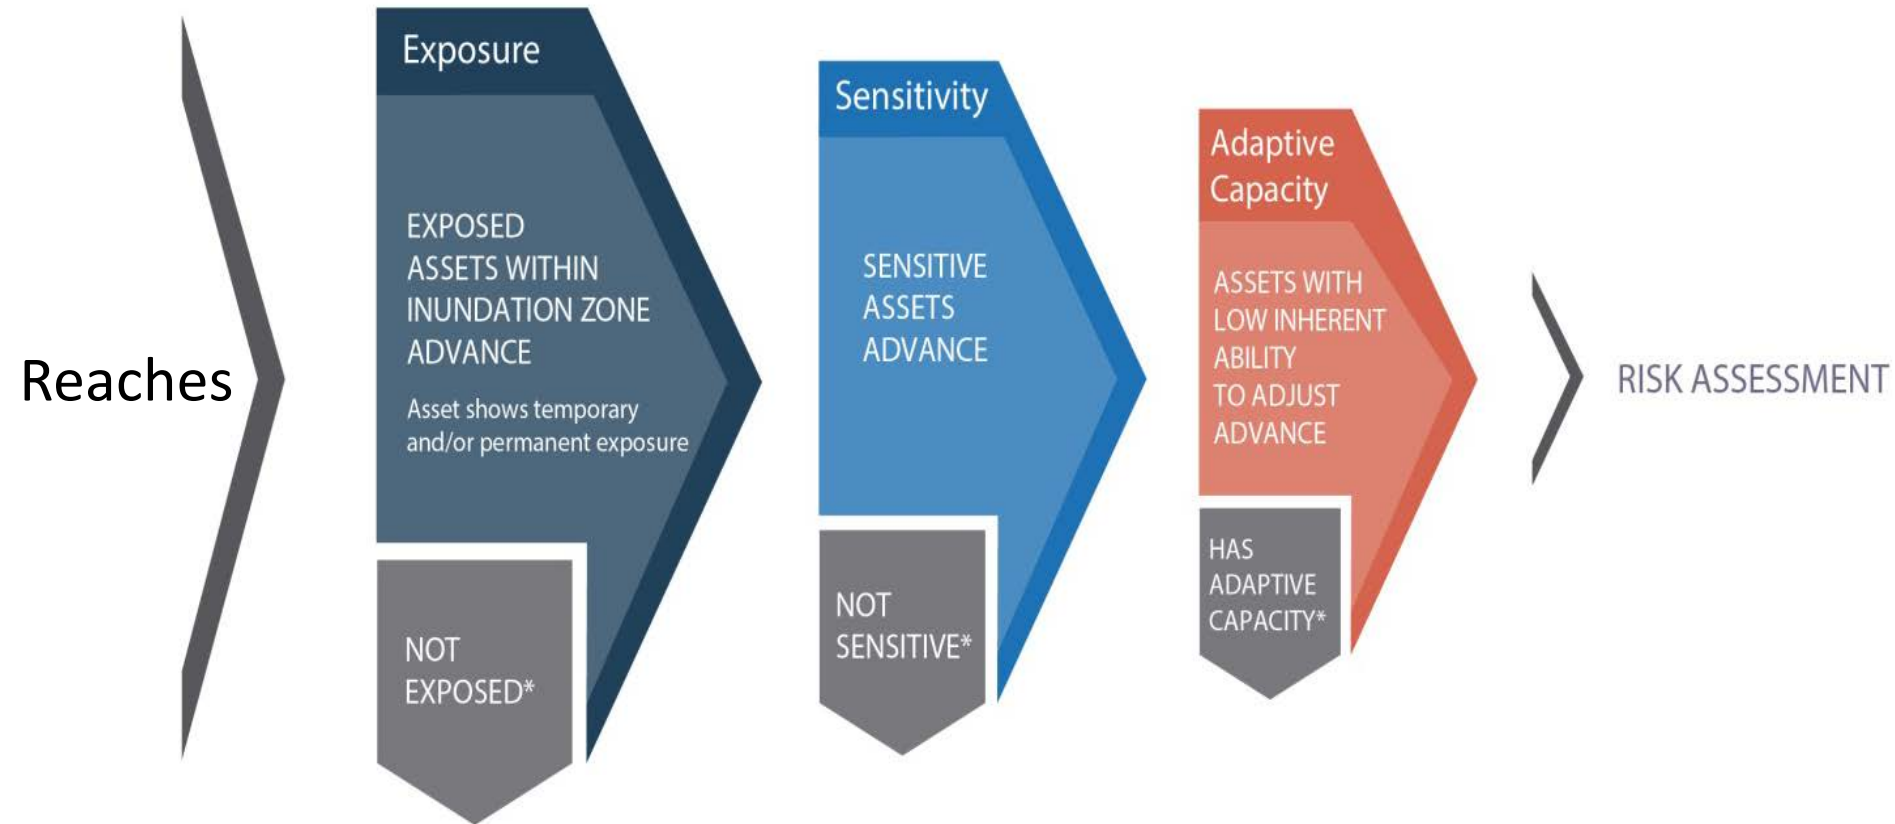 Reaches
Exposure
EXPOSED
ASSETS WITHIN
INUNDATION ZONE
ADVANCE
Asset shows temporary
and/or permanent exposure
NOT
EXPOSED*
Sensitivity
SENSITIVE
ASSETS
ADVANCE
NOT
SENSITIVE*
Adaptive
Capacity
ASSETS WITH
LOW INHERENT
ABILITY
TO ADJUST
ADVANCE
HAS
ADAPTIVE
CAPACITY*
RISK ASSESSMENT